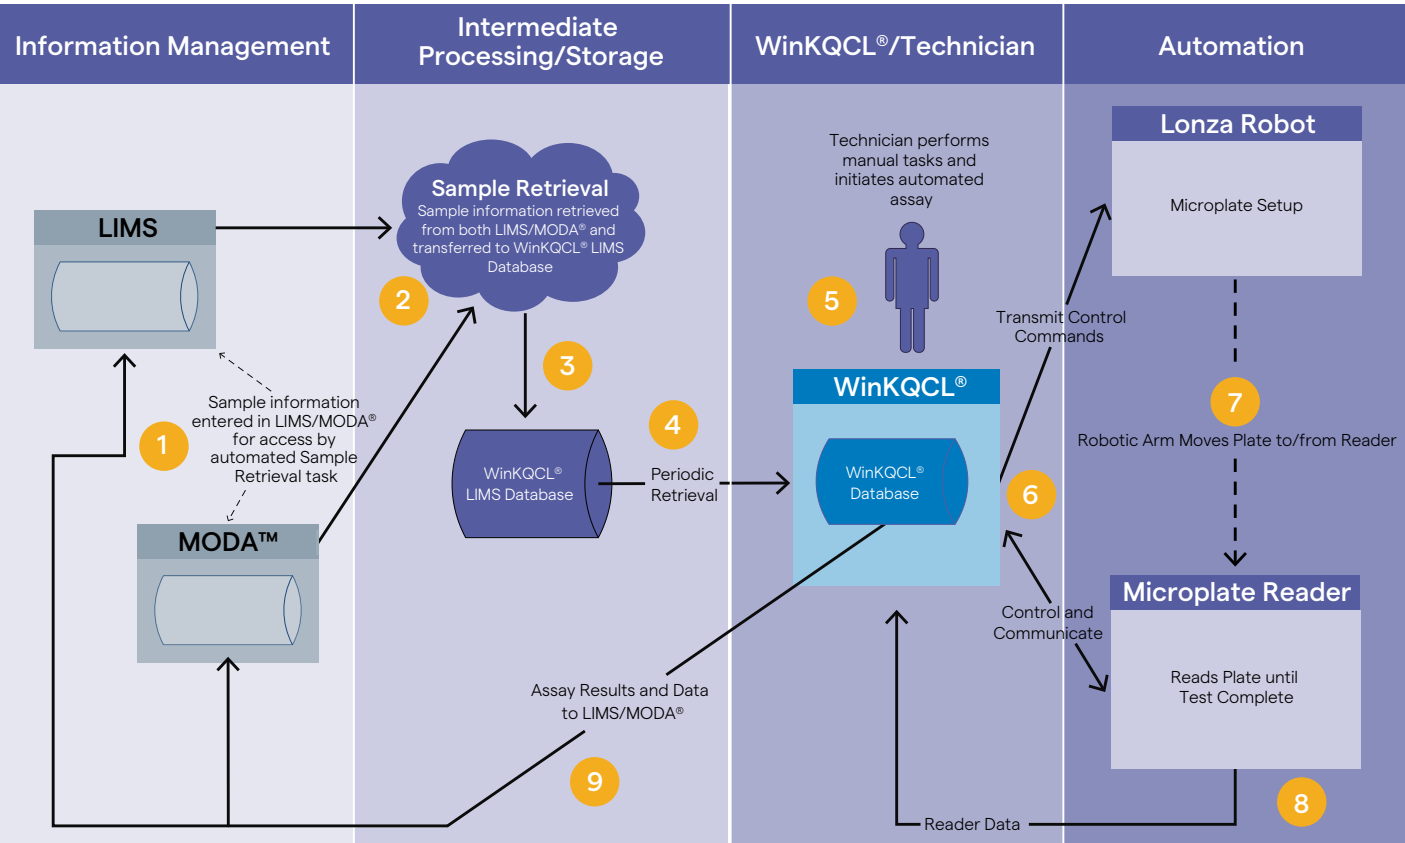 Information Management
Intermediate
Processing/Storage
WinKQCL®/Technician
Automation
LIMS
1
Sample information
entered in LIMS/MODA®
for access by
automated Sample
Retrieval task
MODA™
Sample Retrieval
Sample information retrieved
from both LIMS/MODA® and
transferred to WinKQCL® LIMS
Database
2
3
WinKQCL®
LIMS Database
4
Periodic
Retrieval
Assay Results and Data
to LIMS/MODA®
9
Technician performs
manual tasks and
initiates automated
assay
5
WinKQCL®
WinKQCL®
Database
Transmit Control
Commands
6
Control and
Communicate
Lonza Robot
Microplate Setup
7
Robotic Arm Moves Plate to/from Reader
Microplate Reader
Reads Plate until
Test Complete
8
Reader Data